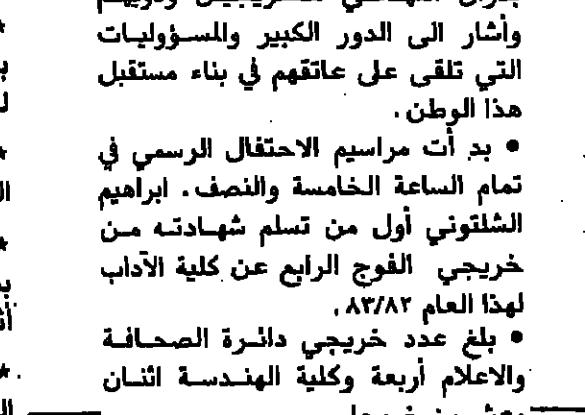 وأشار الى الدور الكبير والمسؤوليات
التي تلقى على عاتقهم في بناء مستقبل
هذا الوطن .
● بدأت مراسيم الاحتفال الرسمي في
تمام الساعة الخامسة والنصف . ابراهيم
الشلتوني أول من تسلم شهادته من
خريجي الفوج الرابع عن كلية الآداب
لهذا العام ٨٣/٨٢ .
● بلغ عدد خريجي دائرة الصحافة
والاعلام أربعة وكلية الهندسة اثنان